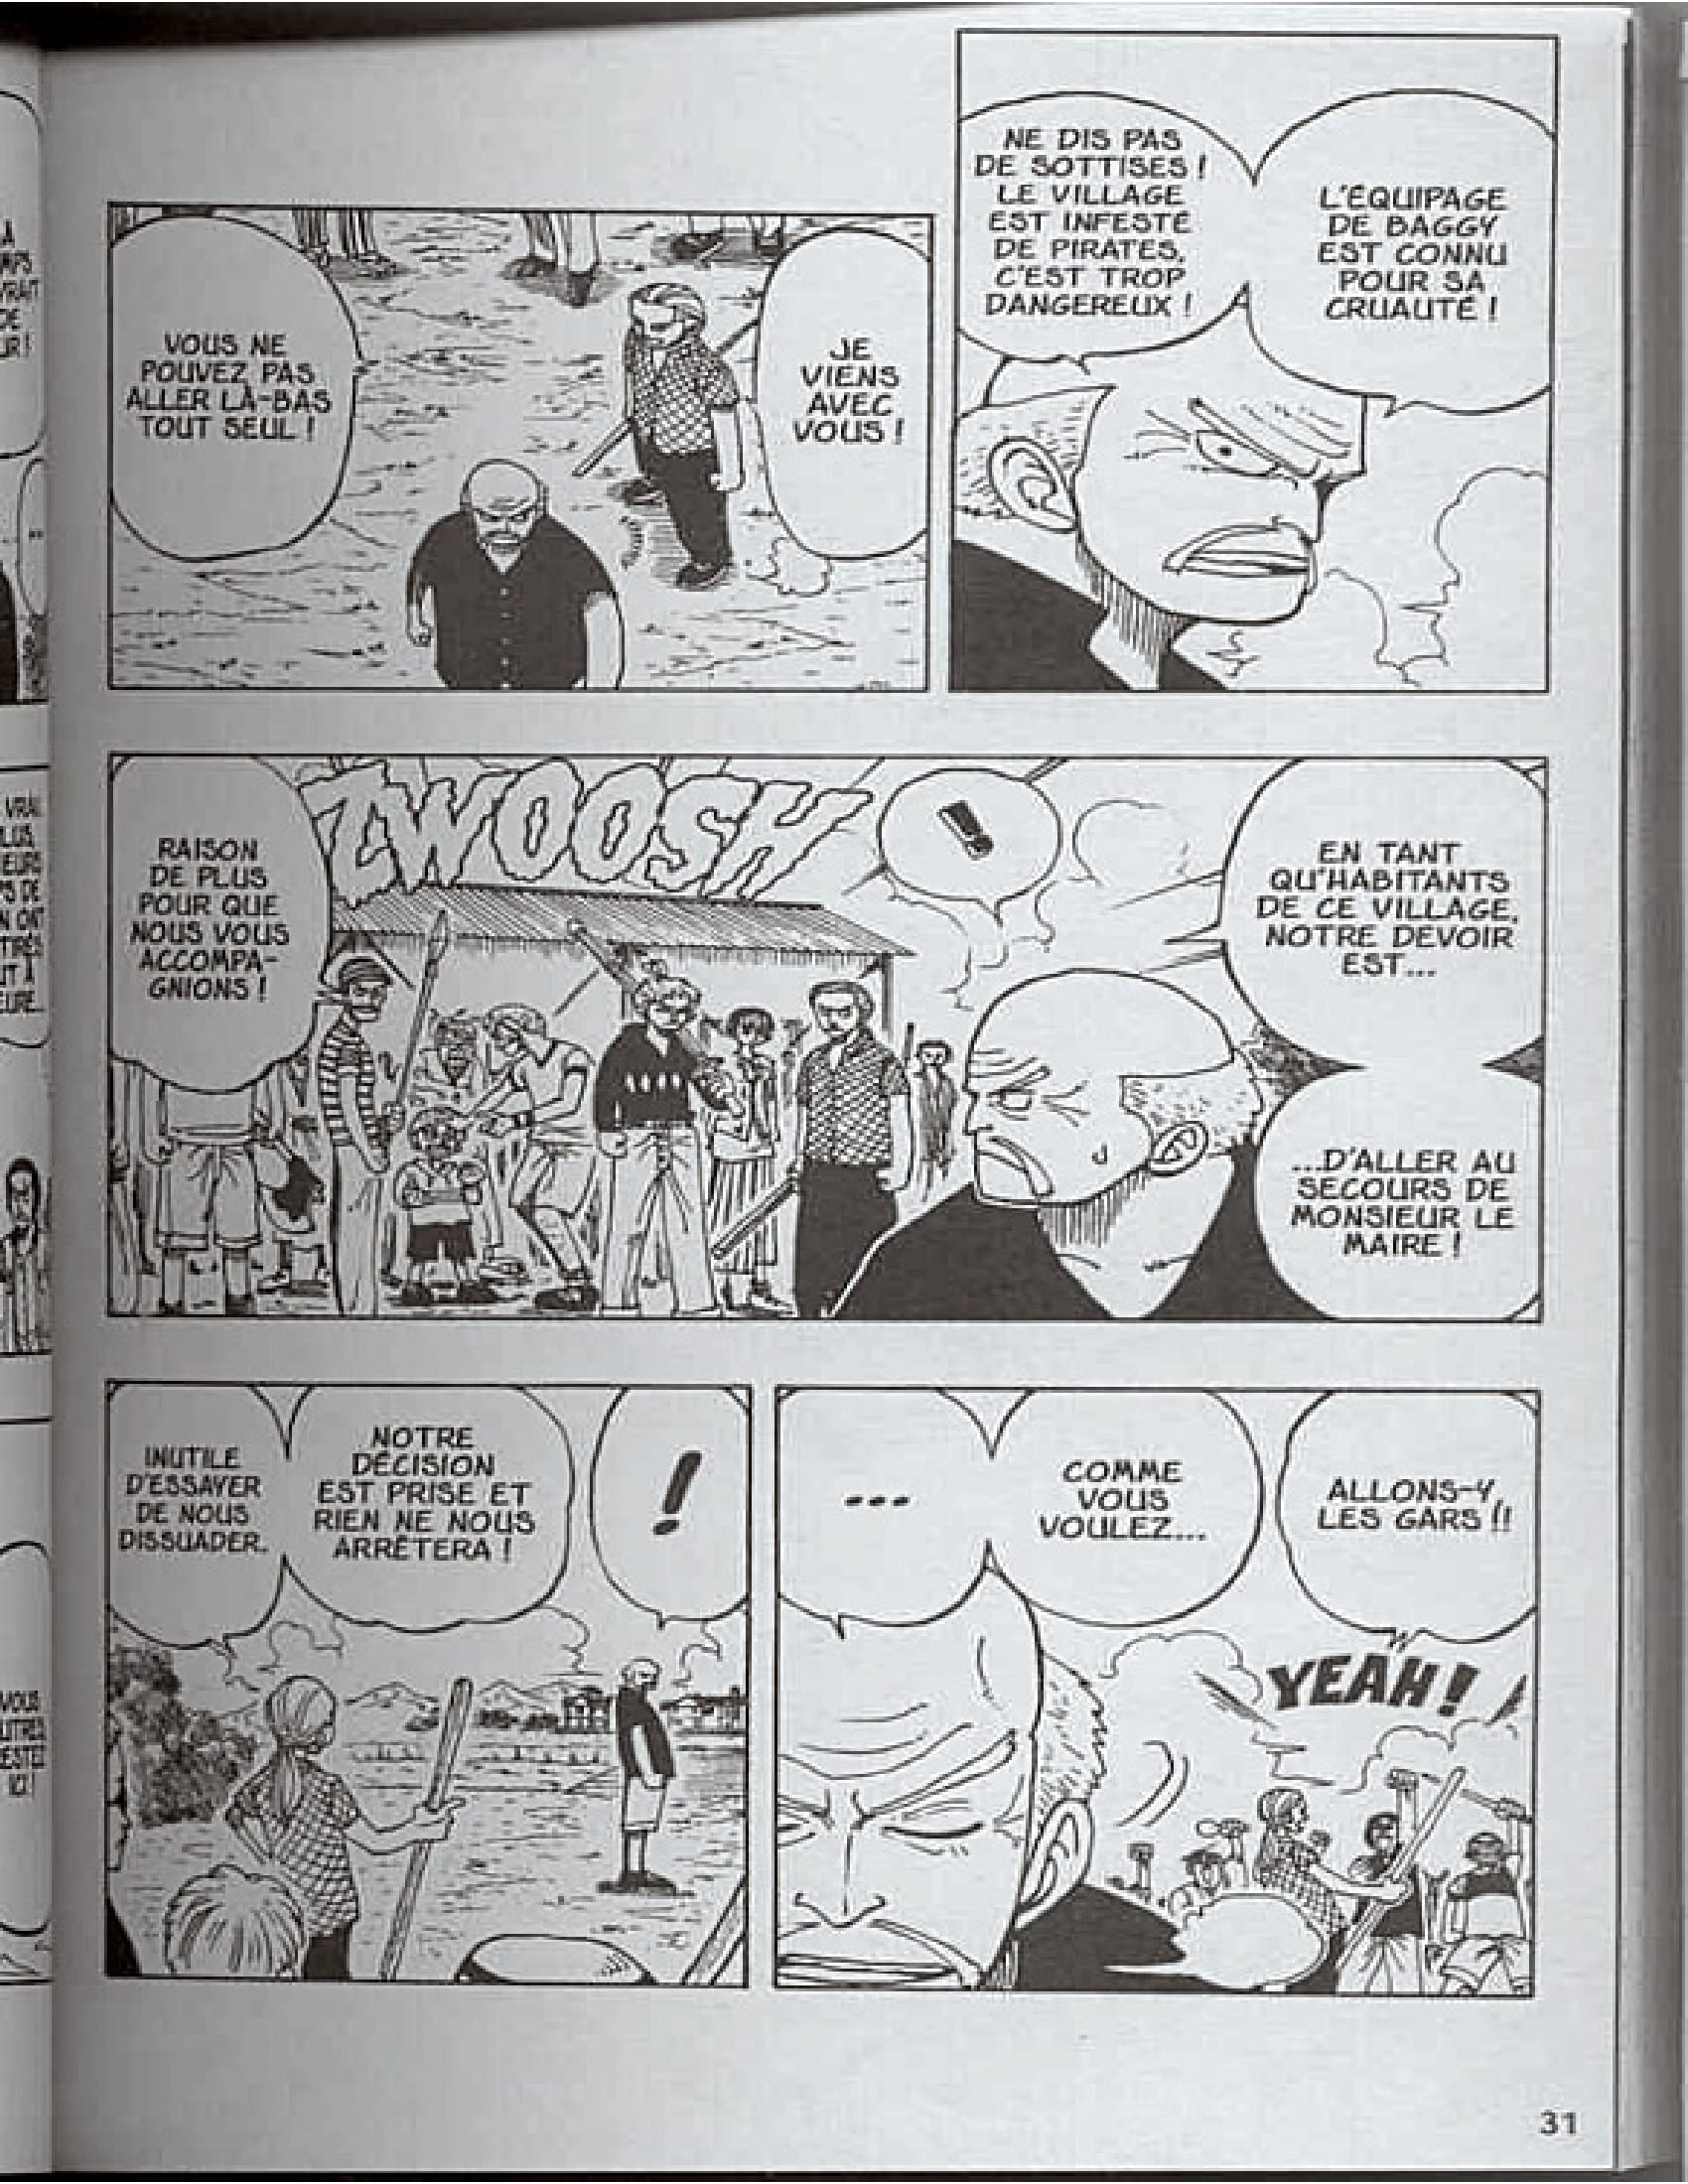 VOUS NE
POUVEZ PAS
ALLER LÀ-BAS
TOUT SEUL !
JE
VIENS
AVEC
VOUS !
NE DIS PAS
DE SOTTISES !
LE VILLAGE
EST INFESTÉ
DE PIRATES,
C'EST TROP
DANGEREUX !
L'ÉQUIPAGE
DE BAGGY
EST CONNU
POUR SA
CRUAUTÉ !
RAISON
DE PLUS
POUR QUE
NOUS VOUS
ACCOMPA-
GNIONS !
ZWOOSH
!
EN TANT
QU'HABITANTS
DE CE VILLAGE,
NOTRE DEVOIR
EST...
...D'ALLER AU
SECOURS DE
MONSIEUR LE
MAIRE !
INUTILE
D'ESSAYER
DE NOUS
DISSUADER.
NOTRE
DÉCISION
EST PRISE ET
RIEN NE NOUS
ARRÊTERA !
!
...
COMME
VOUS
VOULEZ...
ALLONS-Y,
LES GARS !!
YEAH!
31